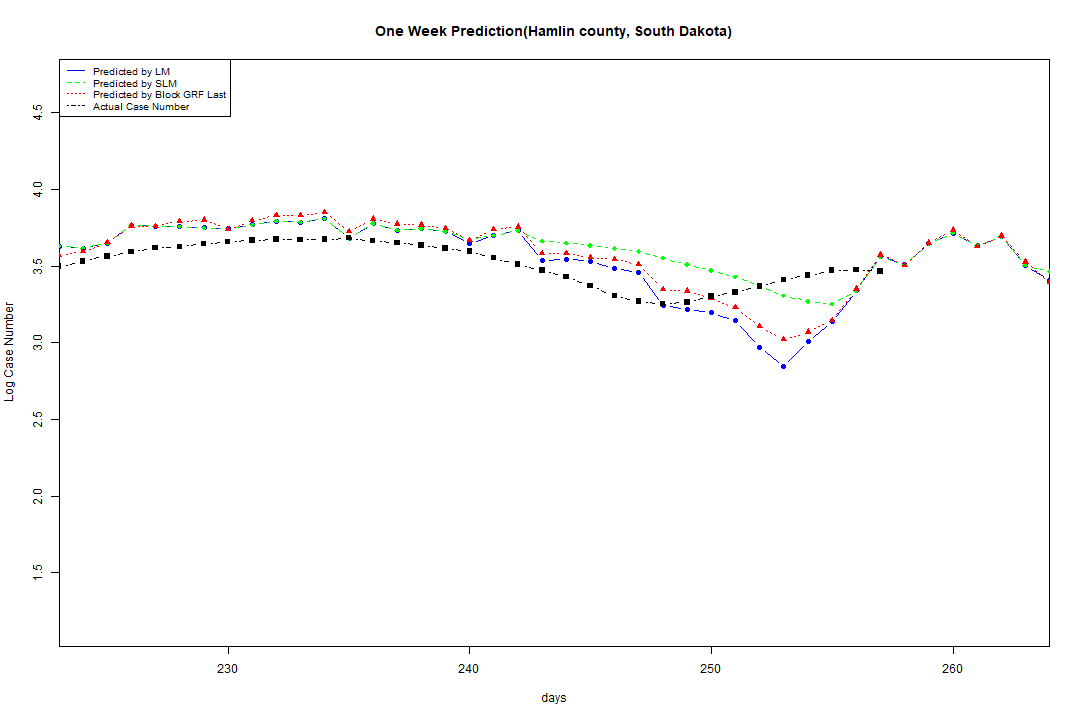 One Week Prediction(Hamlin county, South Dakota)
Predicted by LM
Predicted by SLM
Predicted by Block GRF Last
Actual Case Number
4.5
4.0
3.5
3.0
2.5
2.0
1.5
Log Case Number
230
240
250
260
days